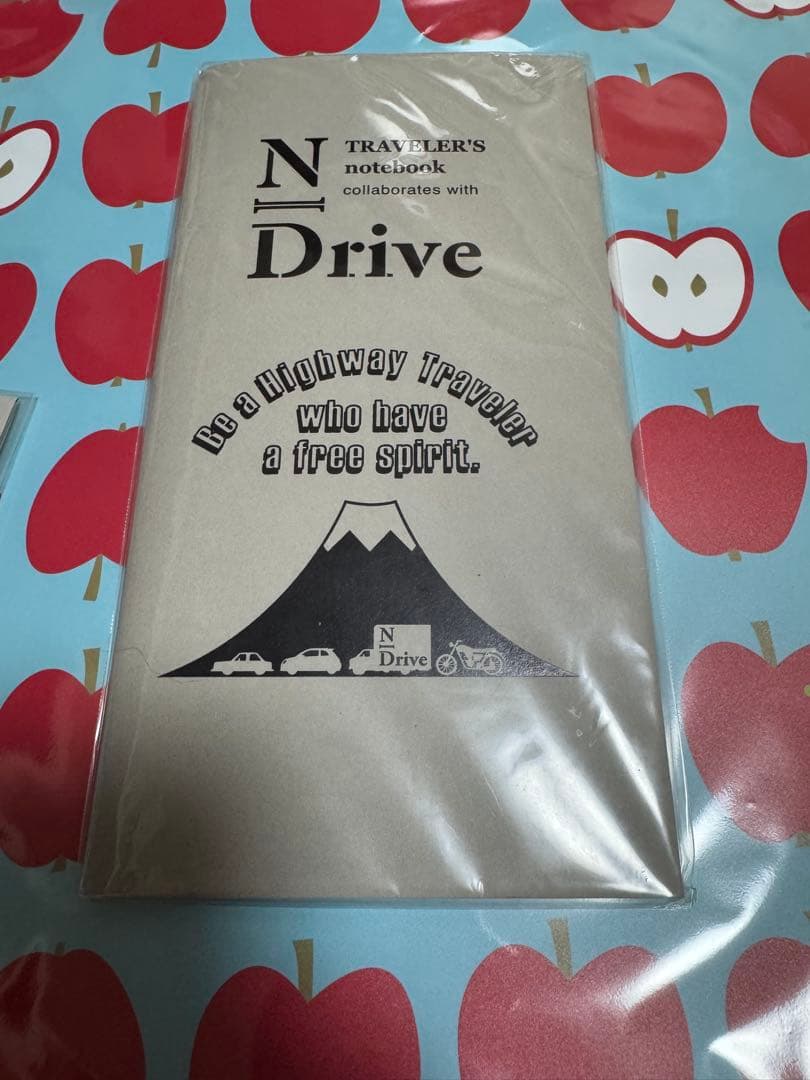 N
TRAVELER'S
notebook
collaborates with
Drive
Be a Highway Traveler
who have
a free spirit.
N
Drive